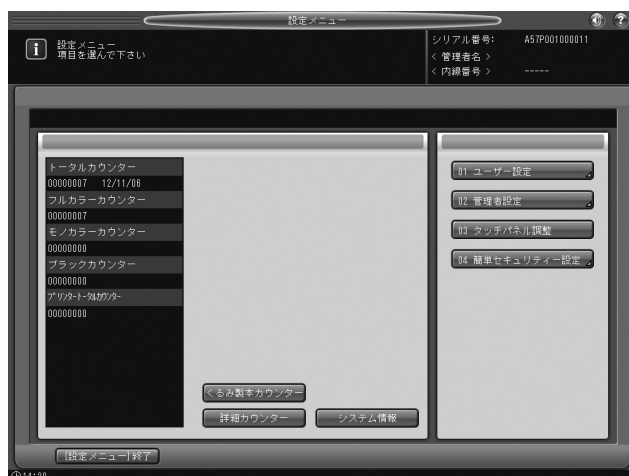 設定メニュー
設定メニュー
項目を選んで下さい
シリアル番号: A57P001000011
< 管理者名 >
< 内線番号 > -----
トータルカウンター
00000007 12/11/06
フルカラーカウンター
00000007
モノカラーカウンター
00000000
ブラックカウンター
00000000
プリンタートータルカウンター
00000000
01 ユーザー設定
02 管理者設定
03 タッチパネル調整
04 簡単セキュリティー設定
くるみ製本カウンター
詳細カウンター
システム情報
[設定メニュー]終了